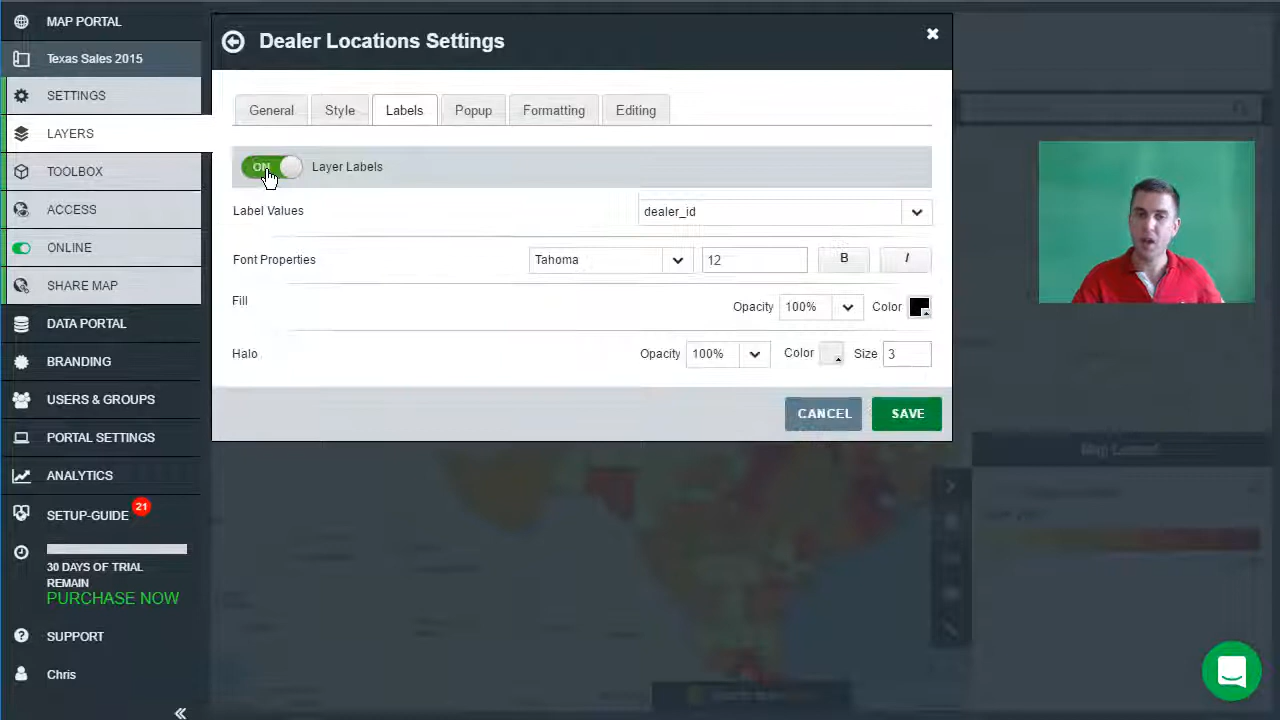 MAP PORTAL
Texas Sales 2015
SETTINGS
LAYERS
TOOLBOX
ACCESS
ONLINE
SHARE MAP
DATA PORTAL
BRANDING
USERS & GROUPS
PORTAL SETTINGS
ANALYTICS
SETUP-GUIDE 21
30 DAYS OF TRIAL
REMAIN
PURCHASE NOW
SUPPORT
Chris
Dealer Locations Settings
General Style Labels Popup Formatting Editing
ON Layer Labels
Label Values dealer_id
Font Properties Tahoma 12 B I
Fill Opacity 100% Color
Halo Opacity 100% Color Size 3
CANCEL SAVE